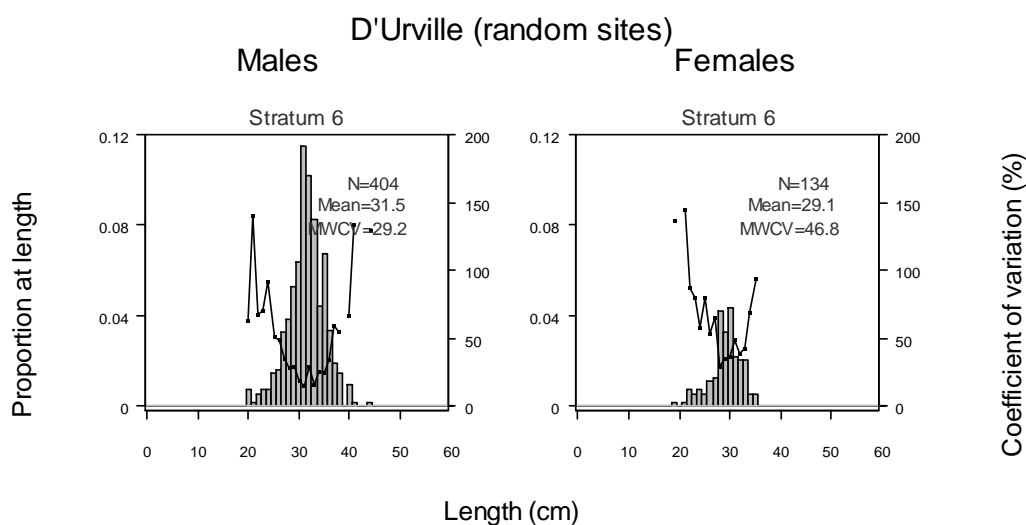 D'Urville (random sites)
Males
Females
Stratum 6
Stratum 6
Proportion at length
0.12
0.08
0.04
0
200
150
100
50
0
N=404
Mean=31.5
MWCV=29.2
0 10 20 30 40 50 60
0.12
0.08
0.04
0
200
150
100
50
0
N=134
Mean=29.1
MWCV=46.8
0 10 20 30 40 50 60
Coefficient of variation (%)
Length (cm)